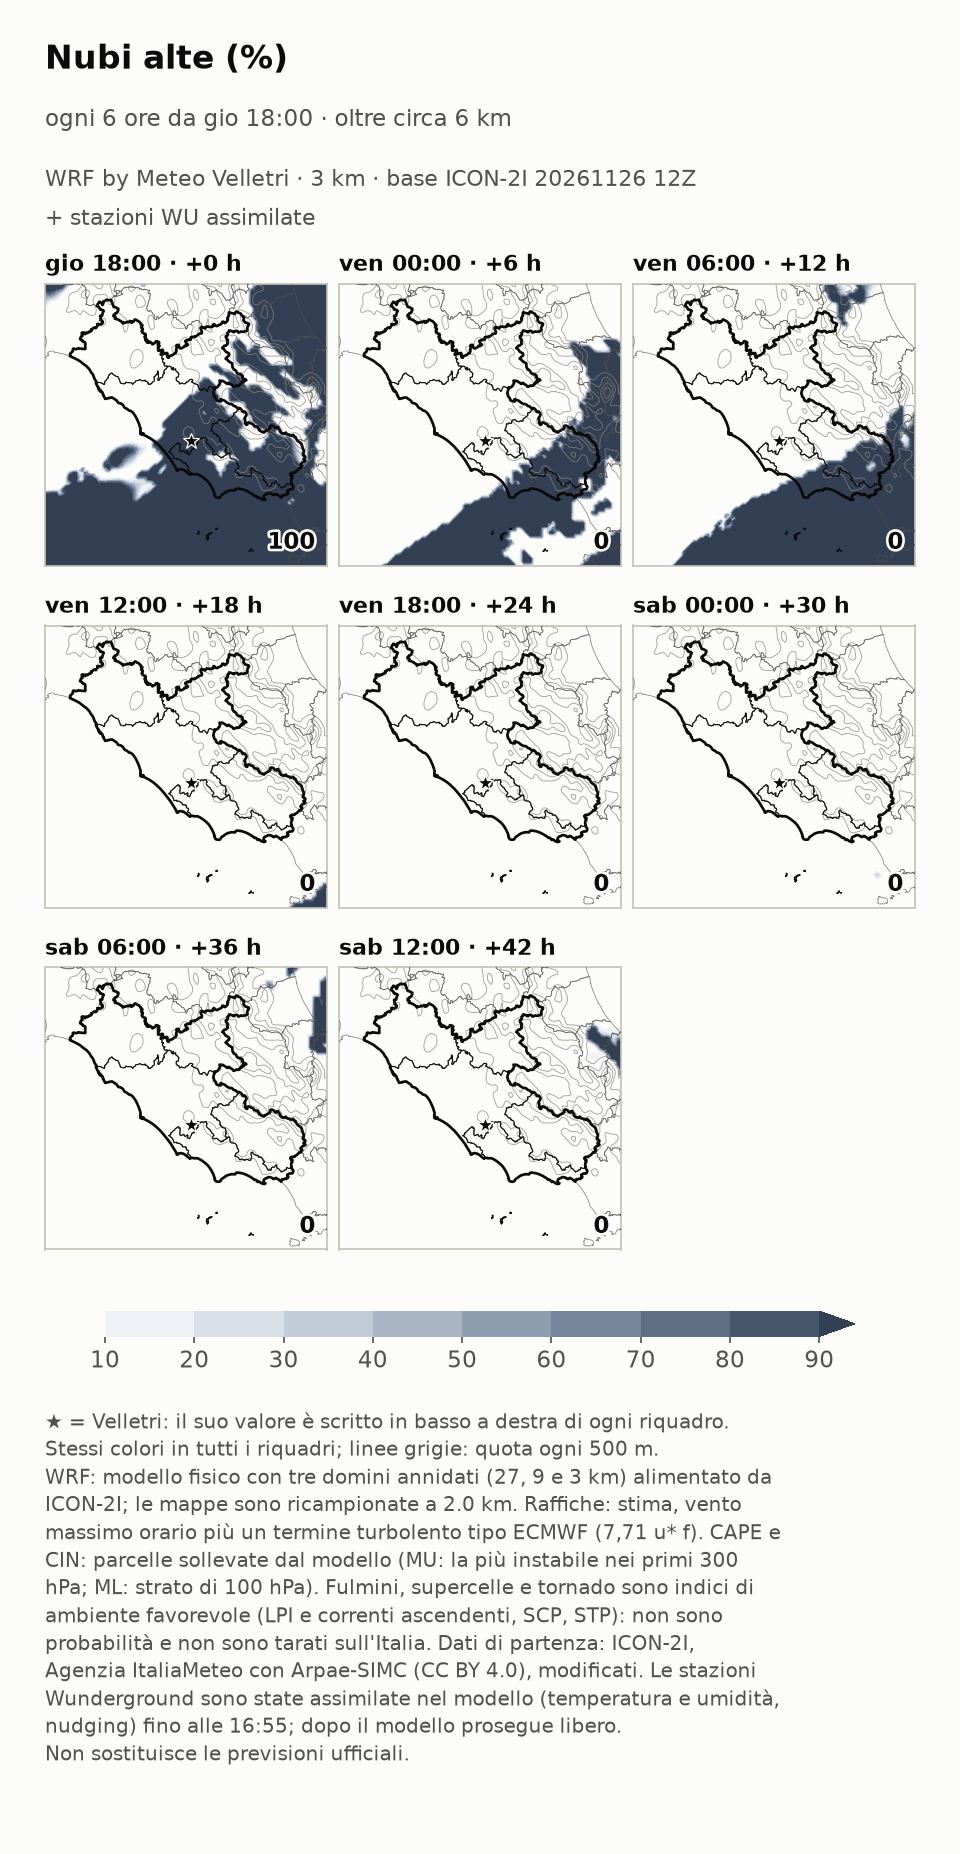 Nubi alte (%)
ogni 6 ore da gio 18:00 · oltre circa 6 km
WRF by Meteo Velletri · 3 km · base ICON-2I 20261126 12Z
+ stazioni WU assimilate
gio 18:00 · +0 h
ven 00:00 · +6 h
ven 06:00 · +12 h
100
0
0
ven 12:00 · +18 h
ven 18:00 · +24 h
sab 00:00 · +30 h
0
0
0
sab 06:00 · +36 h
sab 12:00 · +42 h
0
0
10 20 30 40 50 60 70 80 90
★ = Velletri: il suo valore è scritto in basso a destra di ogni riquadro.
Stessi colori in tutti i riquadri; linee grigie: quota ogni 500 m.
WRF: modello fisico con tre domini annidati (27, 9 e 3 km) alimentato da
ICON-2I; le mappe sono ricampionate a 2.0 km. Raffiche: stima, vento
massimo orario più un termine turbolento tipo ECMWF (7,71 u* f). CAPE e
CIN: parcelle sollevate dal modello (MU: la più instabile nei primi 300
hPa; ML: strato di 100 hPa). Fulmini, supercelle e tornado sono indici di
ambiente favorevole (LPI e correnti ascendenti, SCP, STP): non sono
probabilità e non sono tarati sull'Italia. Dati di partenza: ICON-2I,
Agenzia ItaliaMeteo con Arpae-SIMC (CC BY 4.0), modificati. Le stazioni
Wunderground sono state assimilate nel modello (temperatura e umidità,
nudging) fino alle 16:55; dopo il modello prosegue libero.
Non sostituisce le previsioni ufficiali.